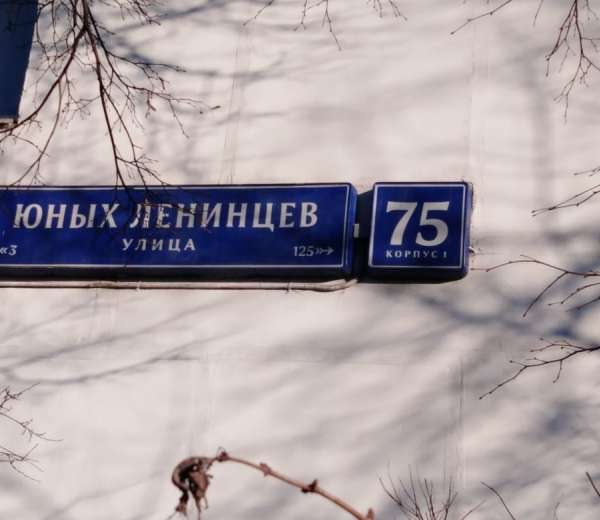 ЮНЫХ ЛЕНИНЦЕВ
УЛИЦА
«3 125»→
75
КОРПУС 1